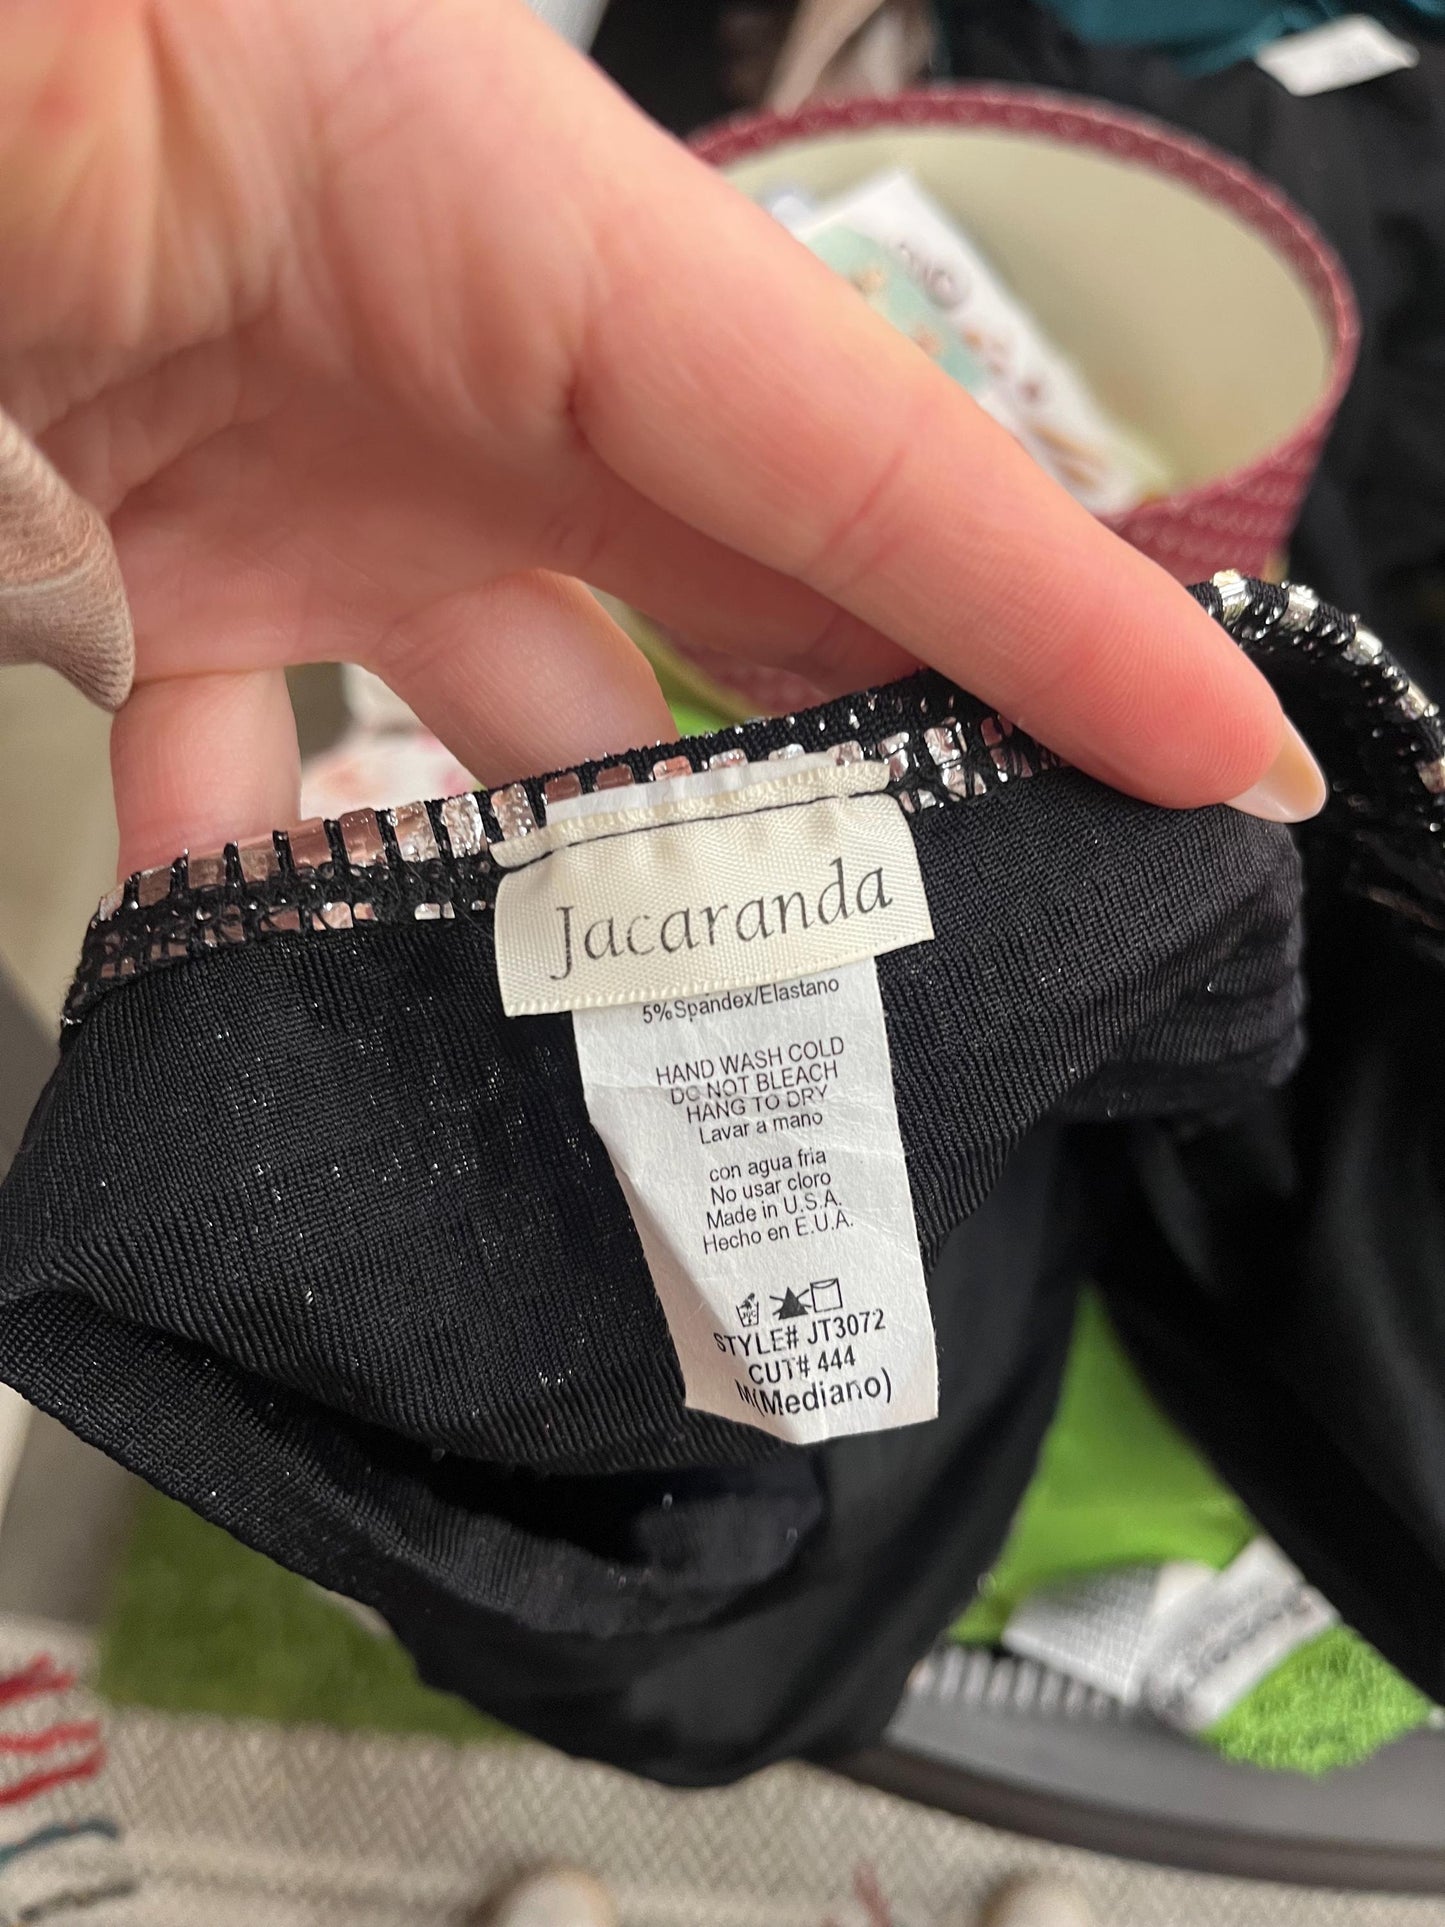 Jacaranda
5%Spandex/Elastano
HAND WASH COLD
DO NOT BLEACH
HANG TO DRY
Lavar a mano
con agua fria
No usar cloro
Made in U.S.A.
Hecho en E.U.A.
STYLE# JT3072
CUT# 444
M(Mediano)